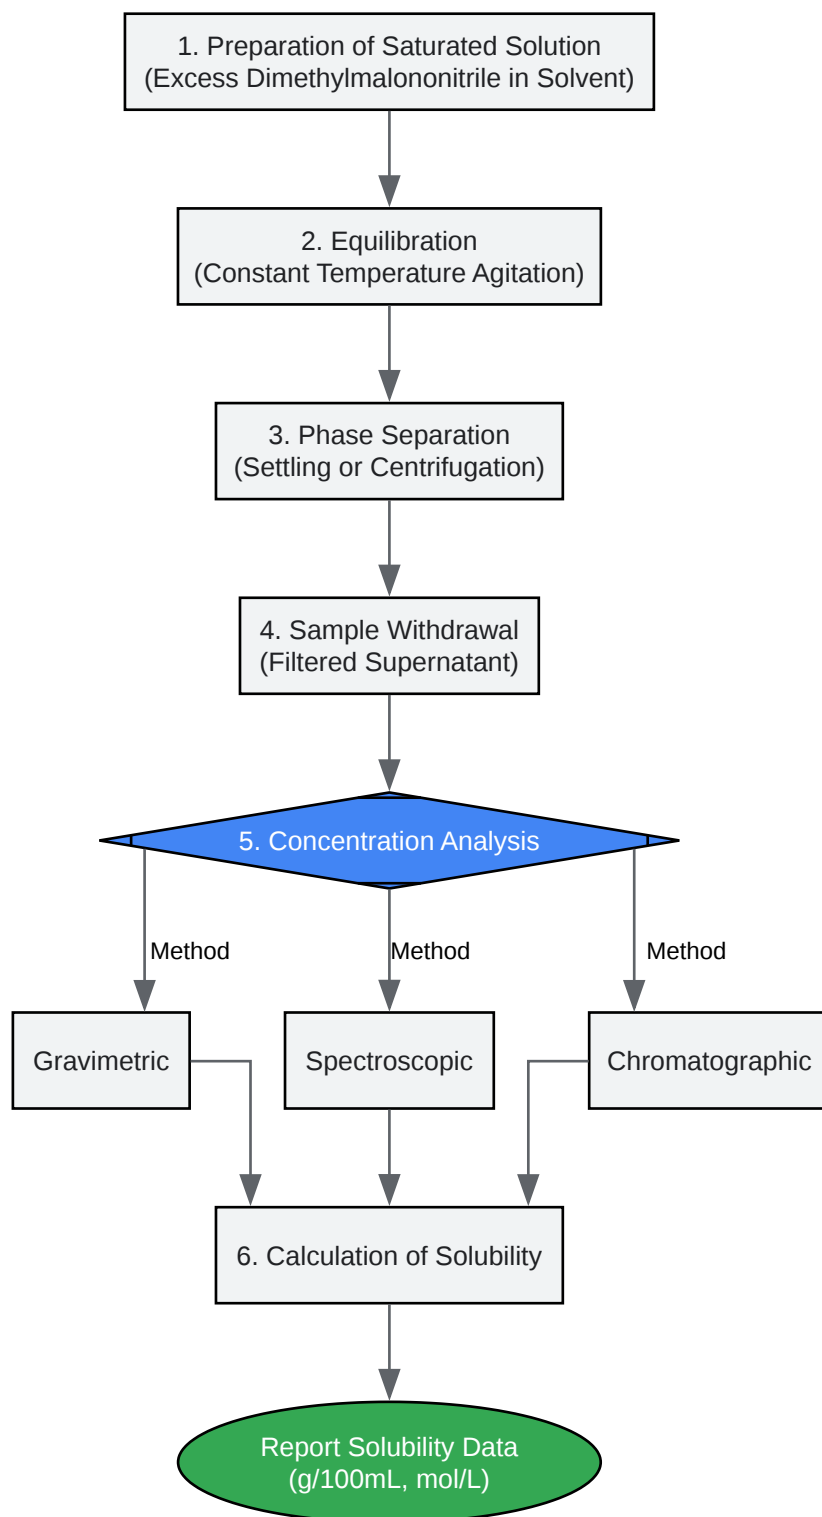 1. Preparation of Saturated Solution
(Excess Dimethylmalononitrile in Solvent)
2. Equilibration
(Constant Temperature Agitation)
3. Phase Separation
(Settling or Centrifugation)
4. Sample Withdrawal
(Filtered Supernatant)
5. Concentration Analysis
Method
Method
Method
Gravimetric
Spectroscopic
Chromatographic
6. Calculation of Solubility
Report Solubility Data
(g/100mL, mol/L)